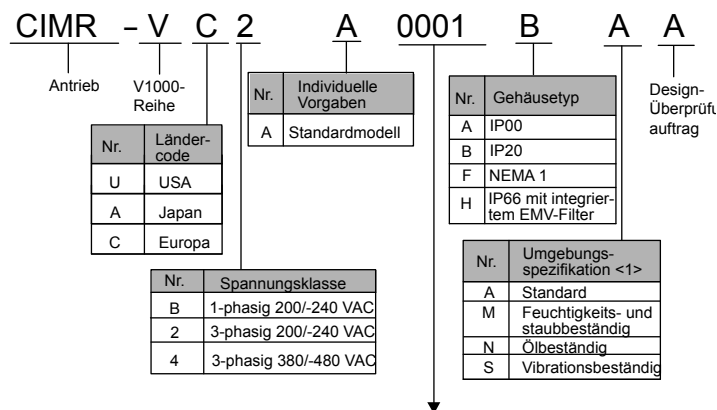 CIMR – V C 2 A 0001 B A A
Antrieb
V1000-
Reihe
Design-
Überprüfu
auftrag
Nr. Individuelle
Vorgaben
A Standardmodell
Nr. Gehäusetyp
A IP00
B IP20
F NEMA 1
H IP66 mit integrier-
tem EMV-Filter
Nr. Länder-
code
U USA
A Japan
C Europa
Nr. Umgebungs-
spezifikation <1>
A Standard
M Feuchtigkeits- und
staubbeständig
N Ölbeständig
S Vibrationsbeständig
Nr. Spannungsklasse
B 1-phasig 200/-240 VAC
2 3-phasig 200/-240 VAC
4 3-phasig 380/-480 VAC